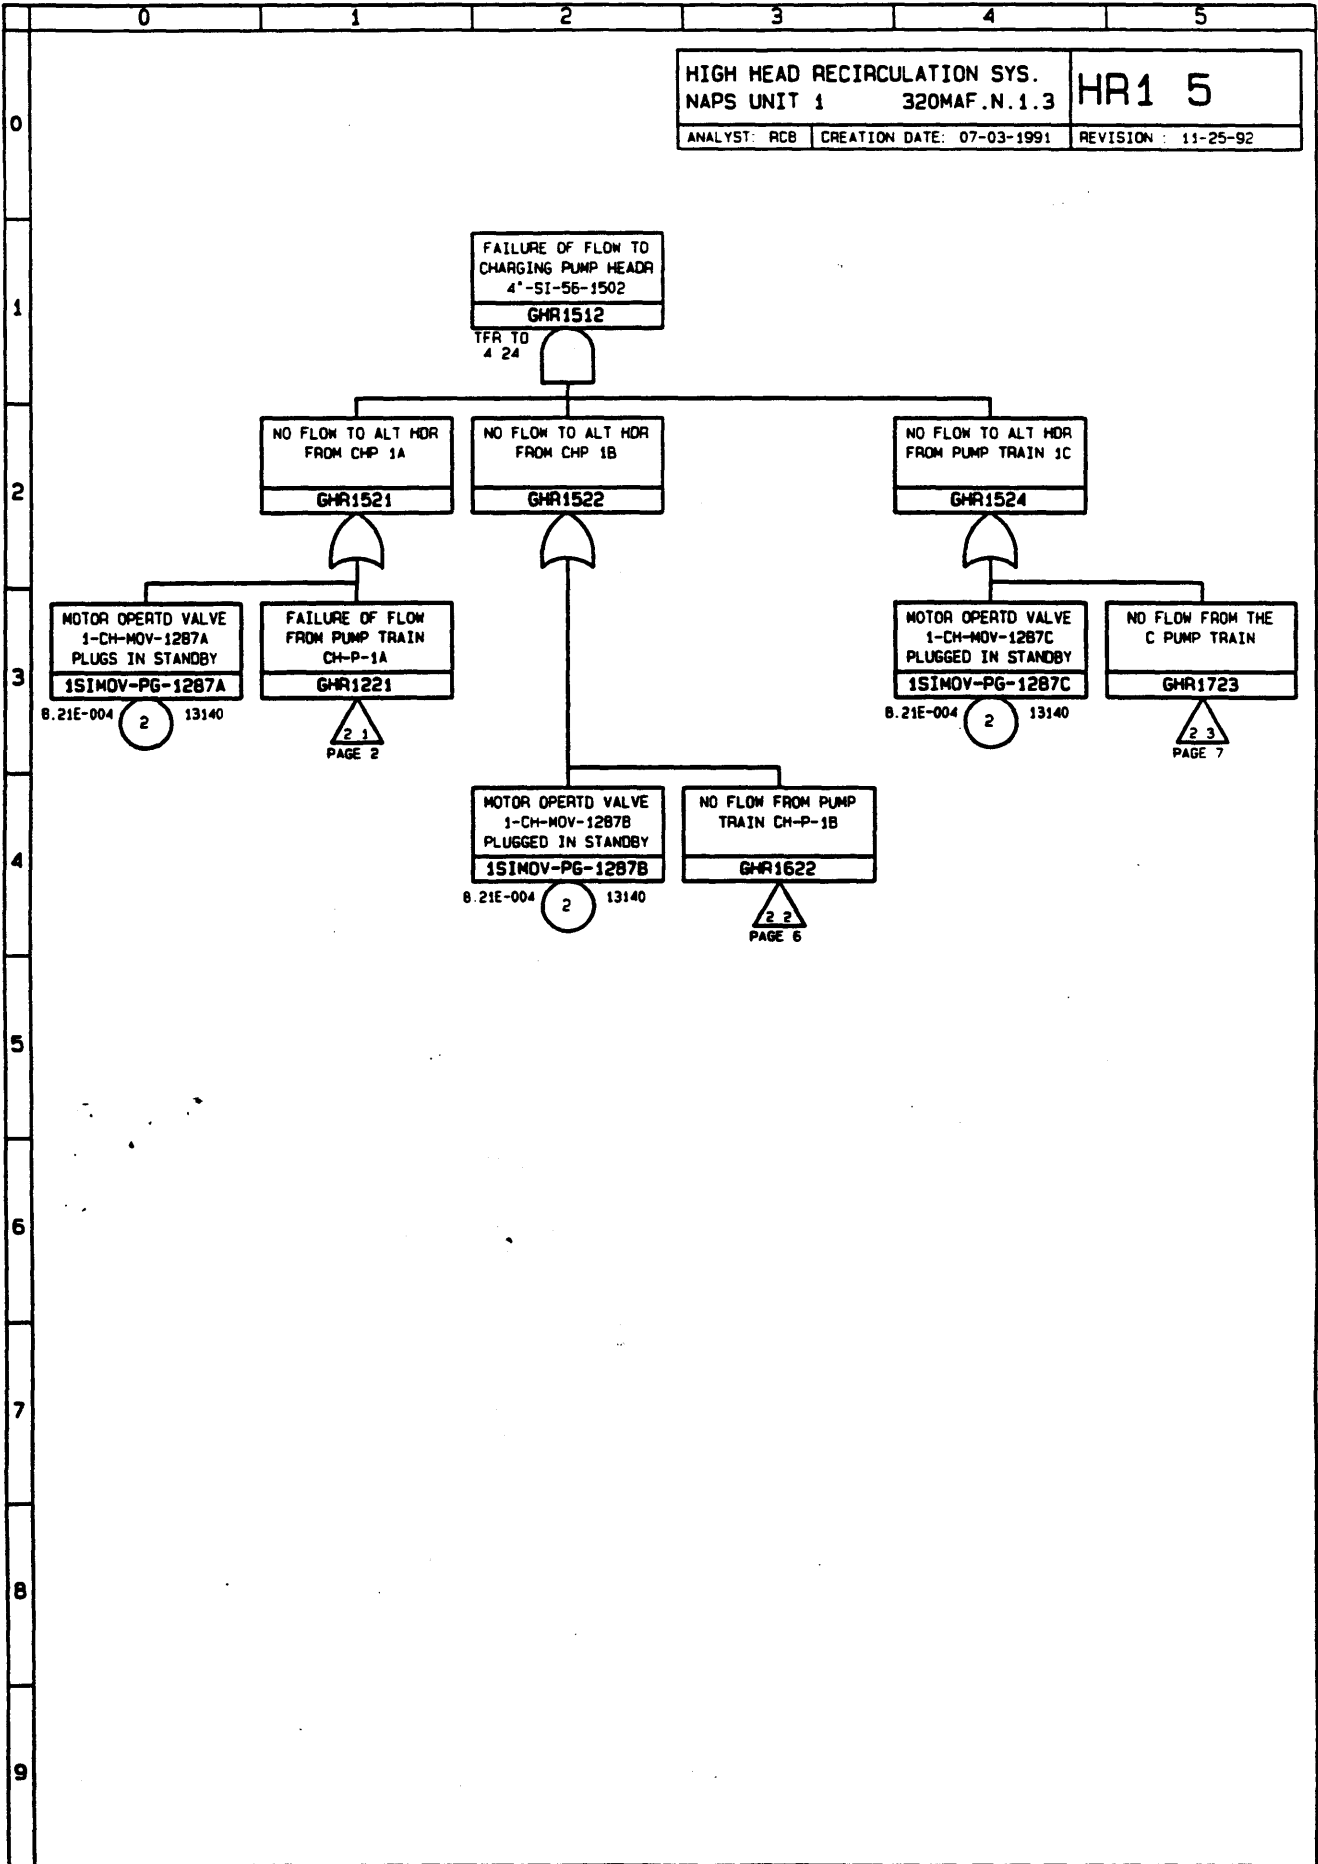 0 1 2 3 4 5
HIGH HEAD RECIRCULATION SYS.
NAPS UNIT 1 320MAF.N.1.3
HR1 5
ANALYST: RCB CREATION DATE: 07-03-1991 REVISION : 11-25-92
0
FAILURE OF FLOW TO
CHARGING PUMP HEADR
4"-SI-56-1502
GHR1512
1
TFR TO
4 24
NO FLOW TO ALT HDR
FROM CHP 1A
GHR1521
NO FLOW TO ALT HDR
FROM CHP 1B
GHR1522
NO FLOW TO ALT HDR
FROM PUMP TRAIN 1C
GHR1524
2
MOTOR OPERTD VALVE
1-CH-MOV-1287A
PLUGS IN STANDBY
1SIMOV-PG-1287A
8.21E-004 2 13140
FAILURE OF FLOW
FROM PUMP TRAIN
CH-P-1A
GHR1221
2 1
PAGE 2
MOTOR OPERTD VALVE
1-CH-MOV-1287C
PLUGGED IN STANDBY
1SIMOV-PG-1287C
8.21E-004 2 13140
NO FLOW FROM THE
C PUMP TRAIN
GHR1723
2 3
PAGE 7
3
MOTOR OPERTD VALVE
1-CH-MOV-1287B
PLUGGED IN STANDBY
1SIMOV-PG-1287B
8.21E-004 2 13140
NO FLOW FROM PUMP
TRAIN CH-P-1B
GHR1622
2 2
PAGE 6
4
5
6
7
8
9